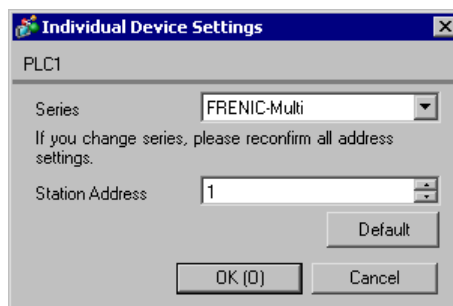 Individual Device Settings
PLC1
Series FRENIC-Multi
If you change series, please reconfirm all address
settings.
Station Address 1
Default
OK (O) Cancel